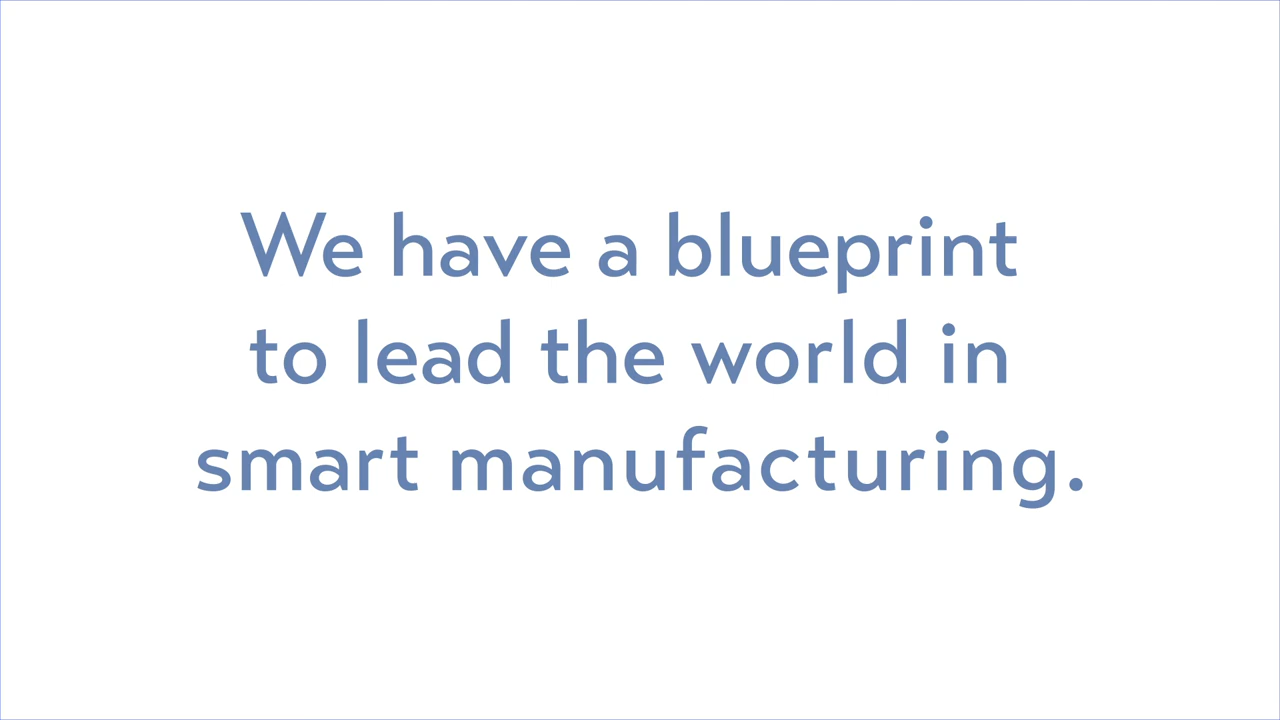 We have a blueprint
to lead the world in
smart manufacturing.